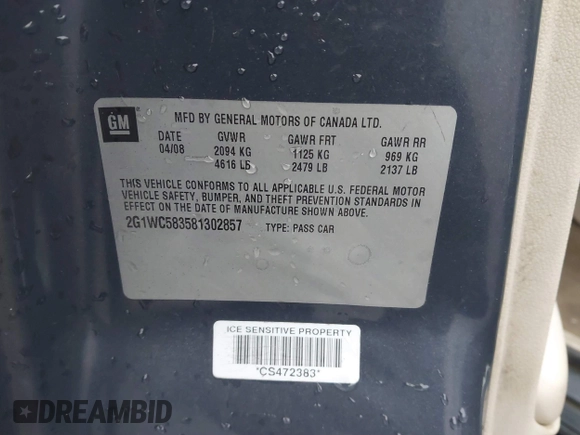 GM
MFD BY GENERAL MOTORS OF CANADA LTD.
DATE GVWR GAWR FRT GAWR RR
04/08 2094 KG 1125 KG 969 KG
4616 LB 2479 LB 2137 LB
THIS VEHICLE CONFORMS TO ALL APPLICABLE U.S. FEDERAL MOTOR
VEHICLE SAFETY, BUMPER, AND THEFT PREVENTION STANDARDS IN
EFFECT ON THE DATE OF MANUFACTURE SHOWN ABOVE.
2G1WC583581302857 TYPE: PASS CAR
ICE SENSITIVE PROPERTY
*CS472383*
DREAMBID